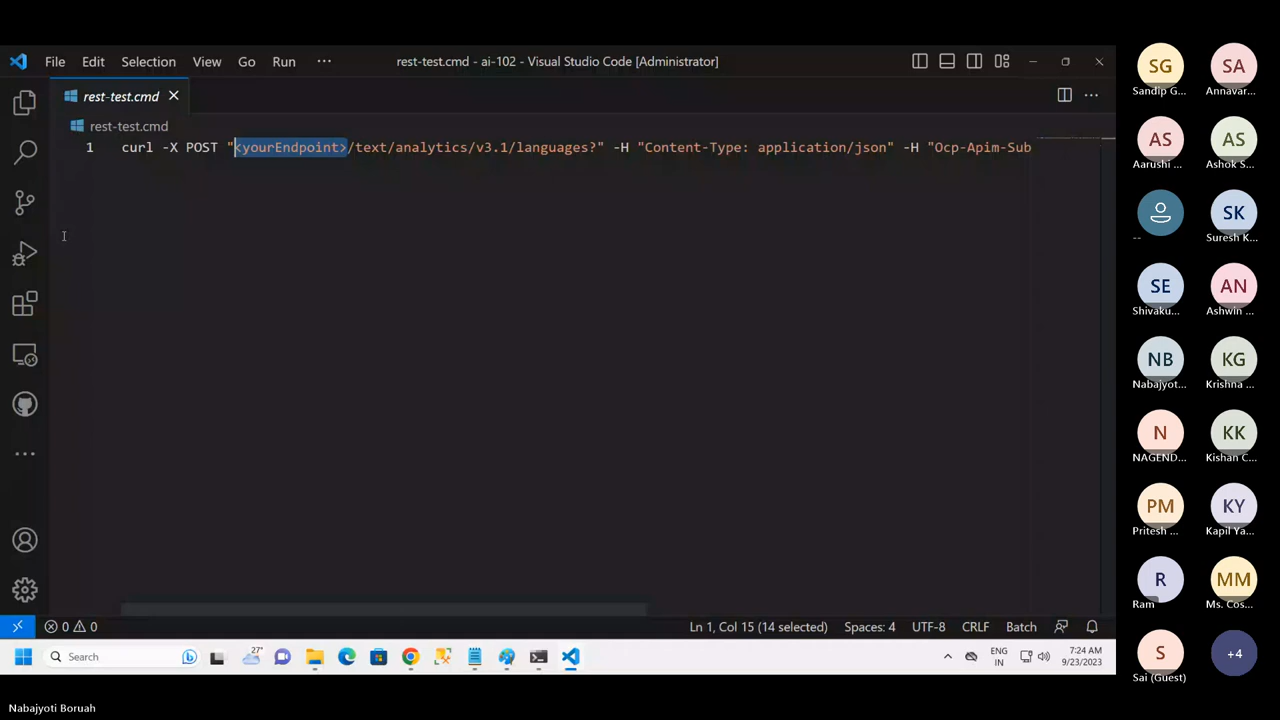 File Edit Selection View Go Run ··· rest-test.cmd - ai-102 - Visual Studio Code [Administrator]
rest-test.cmd
rest-test.cmd
1 curl -X POST "<yourEndpoint>/text/analytics/v3.1/languages?" -H "Content-Type: application/json" -H "Ocp-Apim-Sub
0 0 Ln 1, Col 15 (14 selected) Spaces: 4 UTF-8 CRLF Batch
Search 27° ENG IN 7:24 AM 9/23/2023
SG SA
Sandip G... Annavar...
AS AS
Aarushi ... Ashok S...
SK
-- Suresh K...
SE AN
Shivaku... Ashwin ...
NB KG
Nabajyot... Krishna ...
N KK
NAGEND... Kishan C...
PM KY
Pritesh ... Kapil Ya...
R MM
Ram Ms. Cos...
S +4
Sai (Guest)
Nabajyoti Boruah